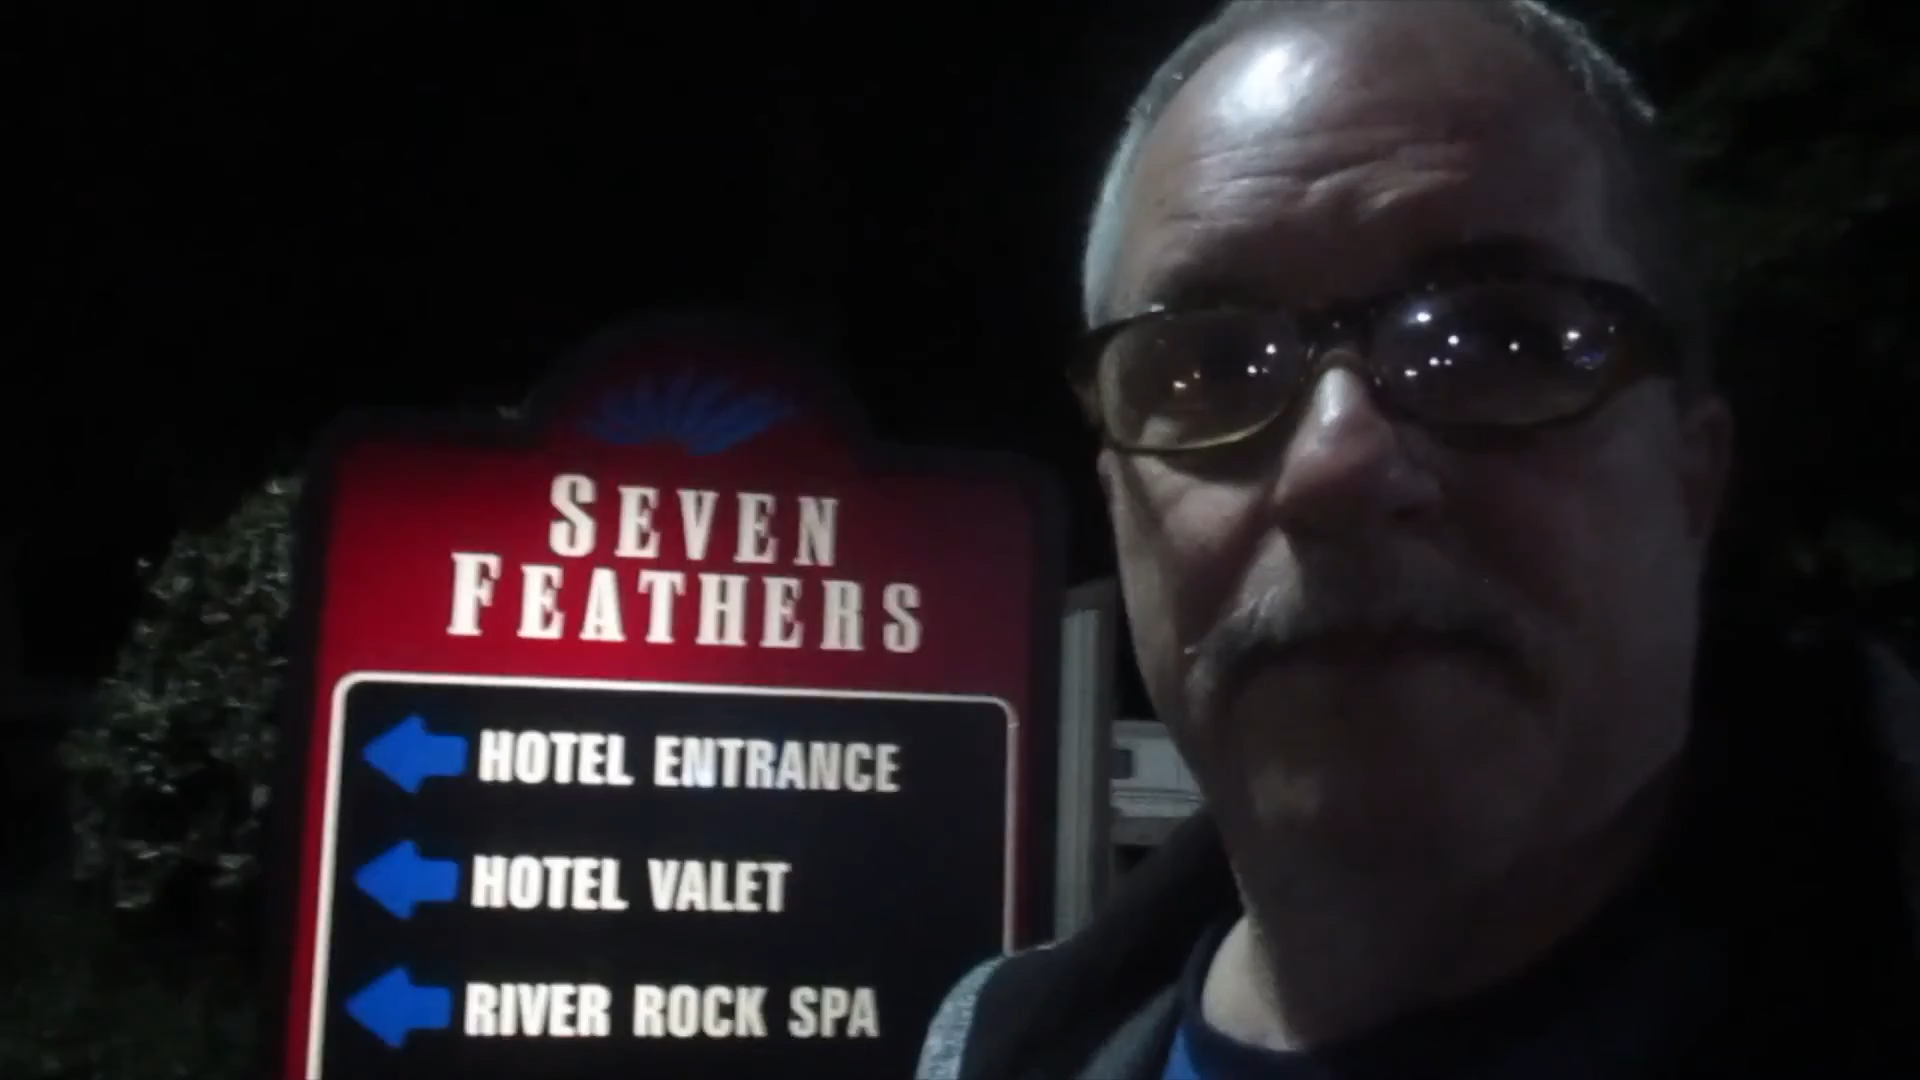 SEVEN
FEATHERS
HOTEL ENTRANCE
HOTEL VALET
RIVER ROCK SPA